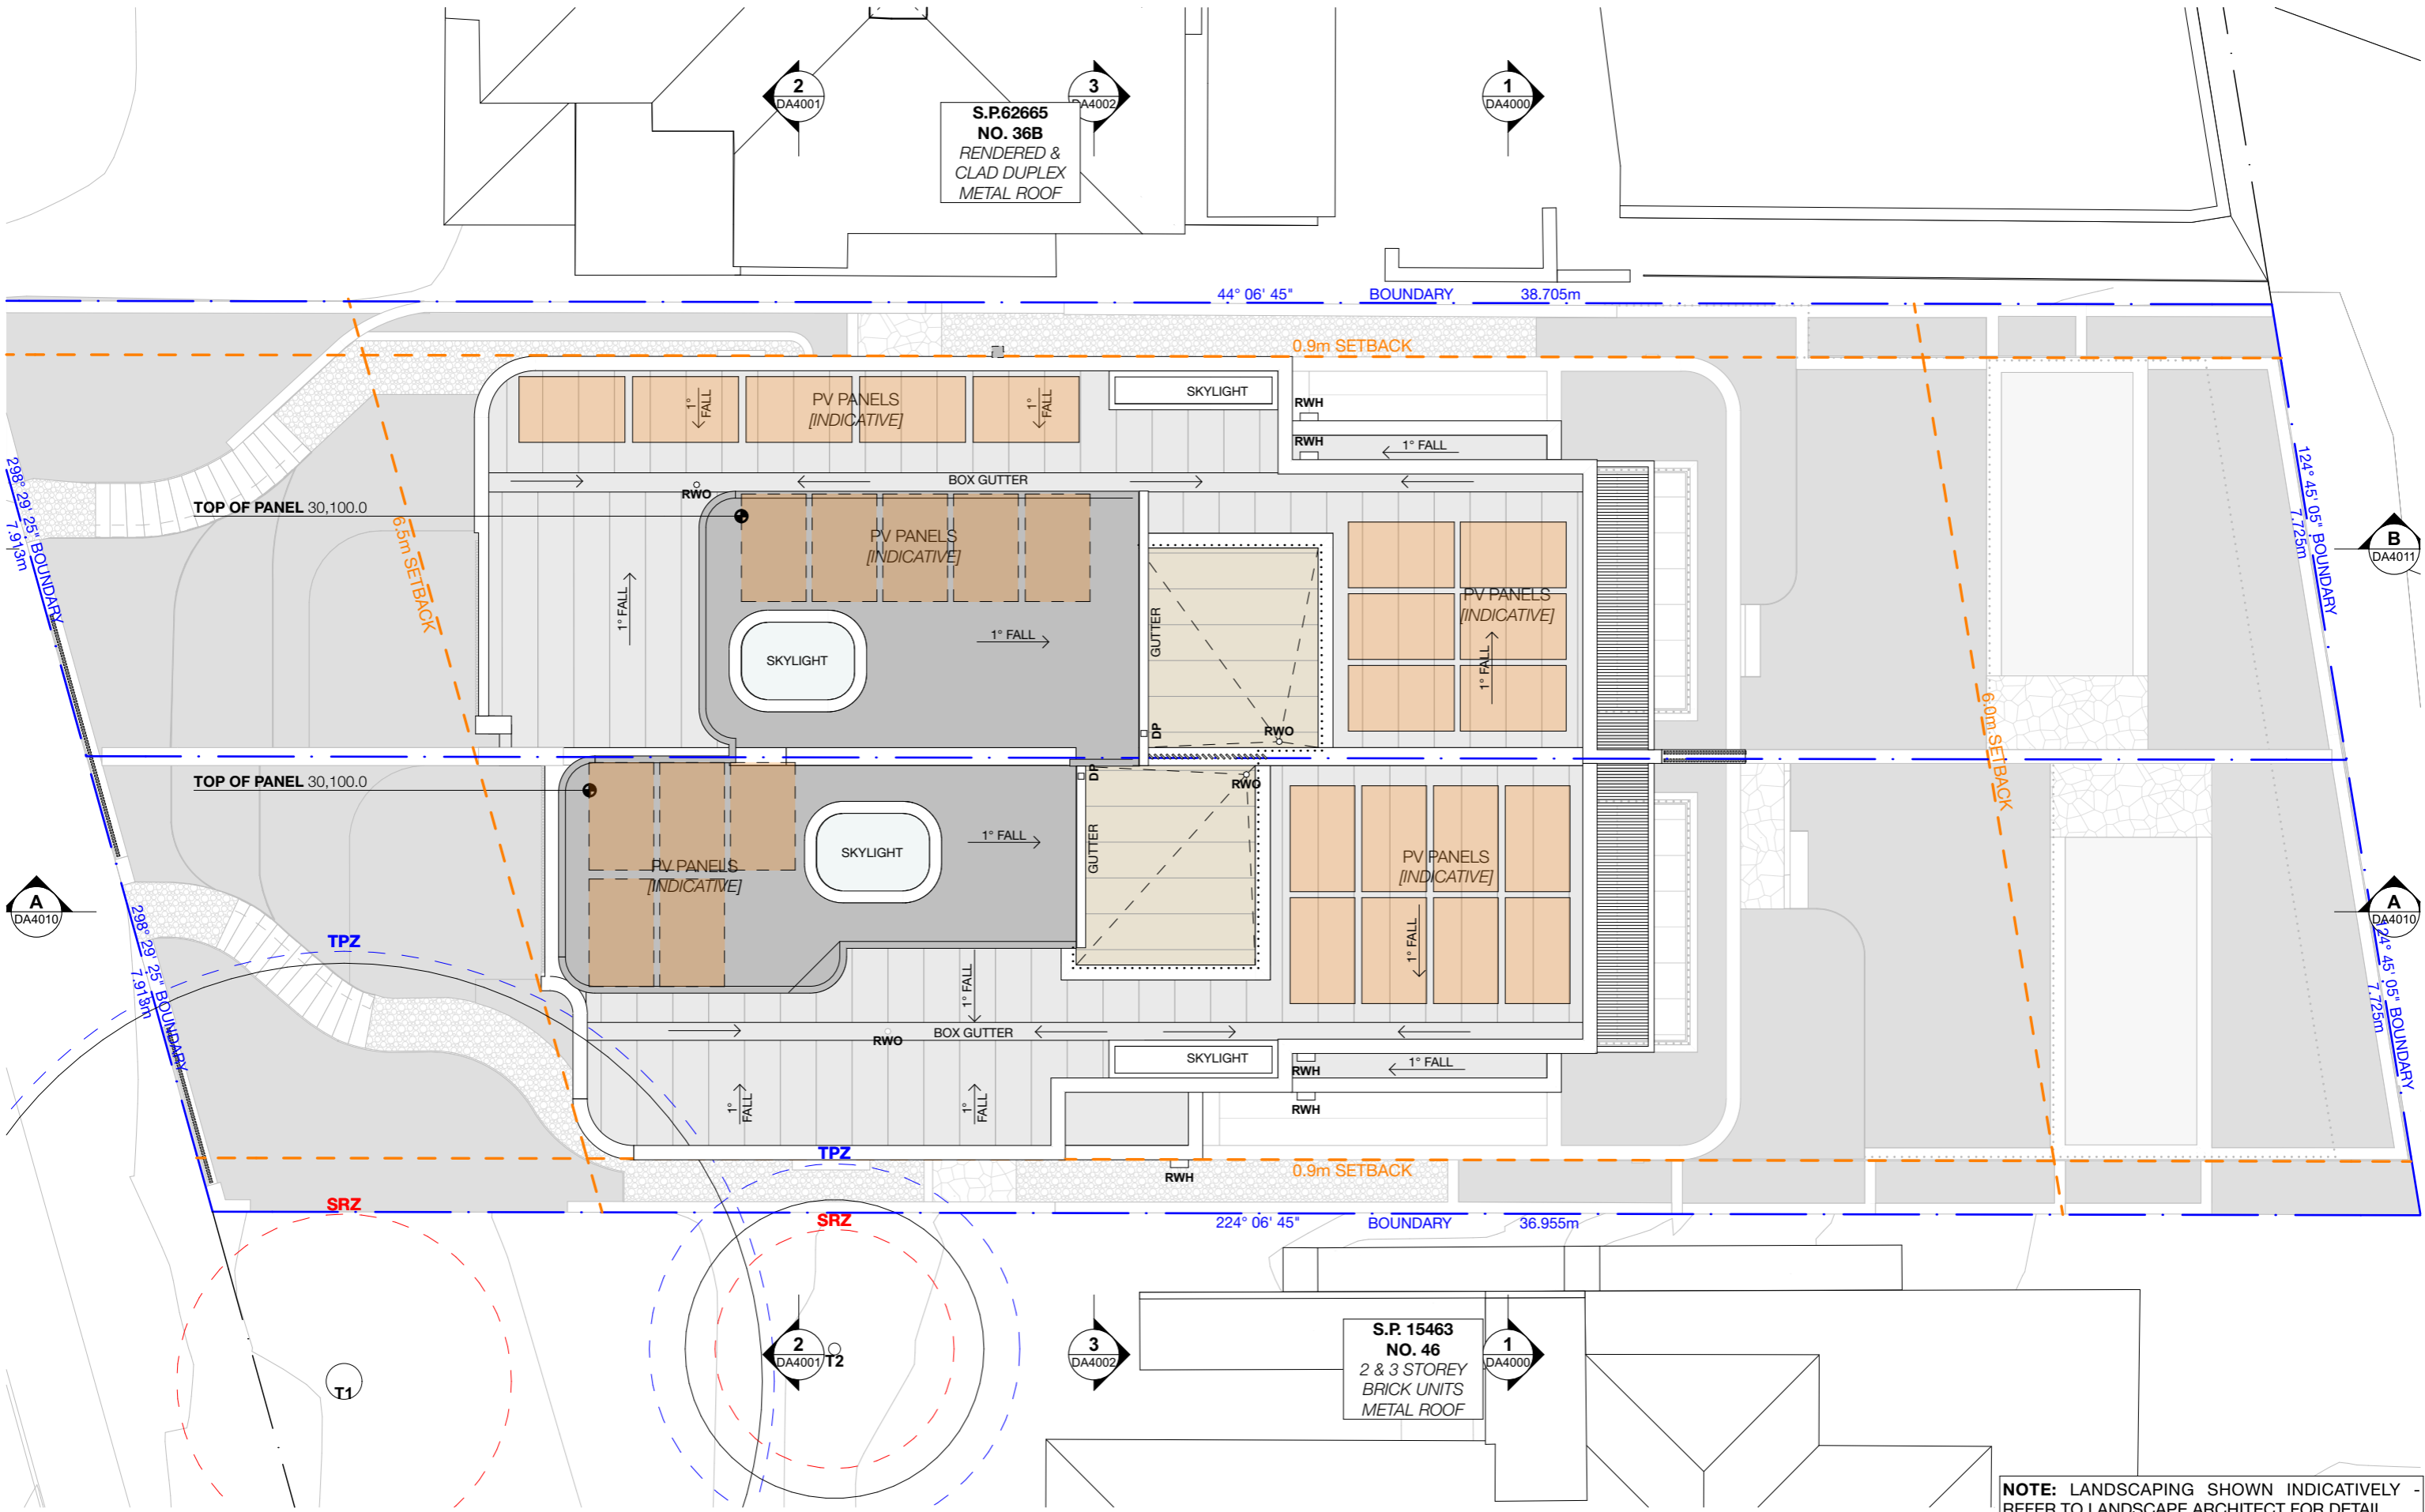 2
DA4001
3
DA4002
1
DA4000
S.P.62665
NO. 36B
RENDERED &
CLAD DUPLEX
METAL ROOF
44° 06' 45" BOUNDARY 38.705m
0.9m SETBACK
SKYLIGHT
PV PANELS
[INDICATIVE]
1°
FALL
1°
FALL
RWH
RWH
1° FALL
BOX GUTTER
RWO
TOP OF PANEL 30,100.0
298° 29' 25" BOUNDARY
7.913m
6.5m SETBACK
PV PANELS
[INDICATIVE]
1° FALL
SKYLIGHT
1° FALL
GUTTER
DP
RWO
PV PANELS
[INDICATIVE]
1° FALL
124° 45' 05" BOUNDARY
7.725m
B
DA4011
6.0m SETBACK
TOP OF PANEL 30,100.0
DP
RWO
PV PANELS
[INDICATIVE]
SKYLIGHT
1° FALL
GUTTER
PV PANELS
[INDICATIVE]
1° FALL
A
DA4010
A
DA4010
298° 29' 25" BOUNDARY
7.913m
124° 45' 05" BOUNDARY
7.725m
TPZ
1° FALL
BOX GUTTER
RWO
SKYLIGHT
1° FALL
RWH
RWH
1°
FALL
1°
FALL
TPZ
RWH
0.9m SETBACK
SRZ
SRZ
224° 06' 45" BOUNDARY 36.955m
T1
2
DA4001
T2
3
DA4002
S.P. 15463
NO. 46
2 & 3 STOREY
BRICK UNITS
METAL ROOF
1
DA4000
NOTE: LANDSCAPING SHOWN INDICATIVELY -
REFER TO LANDSCAPE ARCHITECT FOR DETAIL